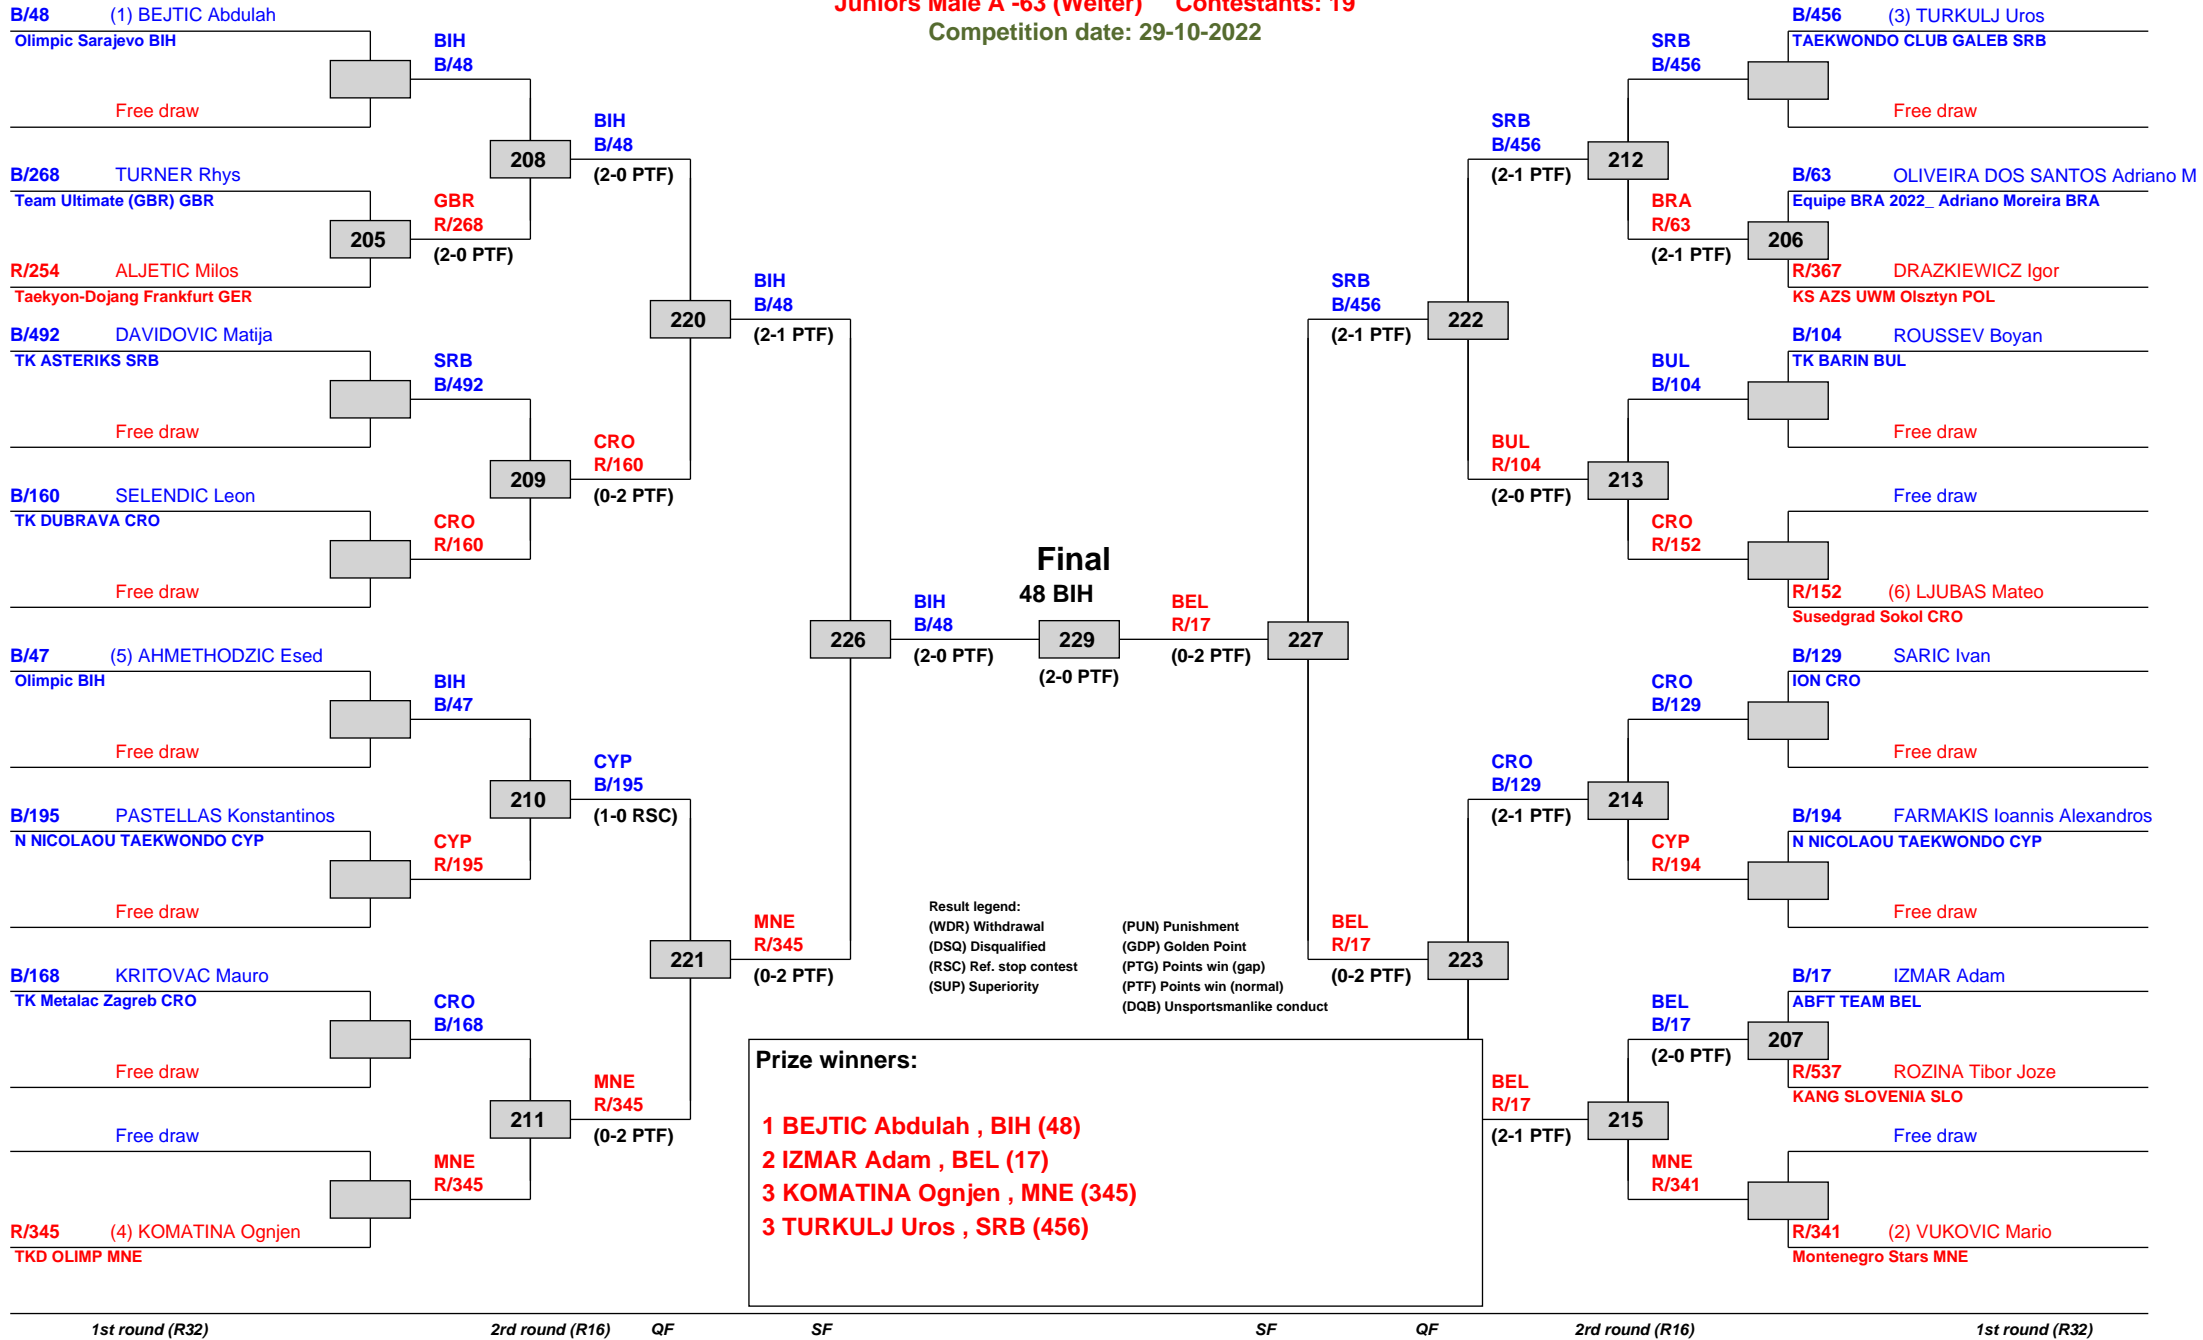 Juniors Male A -63 (Welter) Contestants: 19
Competition date: 29-10-2022
B/48 (1) BEJTIC Abdulah
Olimpic Sarajevo BIH
Free draw
B/268 TURNER Rhys
Team Ultimate (GBR) GBR
205
R/254 ALJETIC Milos
Taekyon-Dojang Frankfurt GER
B/492 DAVIDOVIC Matija
TK ASTERIKS SRB
Free draw
B/160 SELENDIC Leon
TK DUBRAVA CRO
Free draw
B/47 (5) AHMETHODZIC Esed
Olimpic BIH
Free draw
B/195 PASTELLAS Konstantinos
N NICOLAOU TAEKWONDO CYP
Free draw
B/168 KRITOVAC Mauro
TK Metalac Zagreb CRO
Free draw
Free draw
R/345 (4) KOMATINA Ognjen
TKD OLIMP MNE
BIH
B/48
208
GBR
R/268
(2-0 PTF)
SRB
B/492
209
CRO
R/160
BIH
B/47
210
CYP
R/195
CRO
B/168
211
MNE
R/345
BIH
B/48
(2-0 PTF)
220
CRO
R/160
(0-2 PTF)
CYP
B/195
(1-0 RSC)
221
MNE
R/345
(0-2 PTF)
BIH
B/48
(2-1 PTF)
226
MNE
R/345
(0-2 PTF)
BIH
B/48
(2-0 PTF)
Final
48 BIH
229
(2-0 PTF)
BEL
R/17
(0-2 PTF)
227
SRB
B/456
(2-1 PTF)
BEL
R/17
(0-2 PTF)
222
223
SRB
B/456
(2-1 PTF)
BUL
R/104
(2-0 PTF)
CRO
B/129
(2-1 PTF)
BEL
R/17
(2-1 PTF)
212
213
214
215
SRB
B/456
BRA
R/63
(2-1 PTF)
BUL
B/104
CRO
R/152
CRO
B/129
CYP
R/194
BEL
B/17
(2-0 PTF)
MNE
R/341
B/456 (3) TURKULJ Uros
TAEKWONDO CLUB GALEB SRB
Free draw
B/63 OLIVEIRA DOS SANTOS Adriano M
Equipe BRA 2022_ Adriano Moreira BRA
206
R/367 DRAZKIEWICZ Igor
KS AZS UWM Olsztyn POL
B/104 ROUSSEV Boyan
TK BARIN BUL
Free draw
Free draw
R/152 (6) LJUBAS Mateo
Susedgrad Sokol CRO
B/129 SARIC Ivan
ION CRO
Free draw
B/194 FARMAKIS Ioannis Alexandros
N NICOLAOU TAEKWONDO CYP
Free draw
B/17 IZMAR Adam
ABFT TEAM BEL
207
R/537 ROZINA Tibor Joze
KANG SLOVENIA SLO
Free draw
R/341 (2) VUKOVIC Mario
Montenegro Stars MNE
Result legend:
(WDR) Withdrawal (PUN) Punishment
(DSQ) Disqualified (GDP) Golden Point
(RSC) Ref. stop contest (PTG) Points win (gap)
(SUP) Superiority (PTF) Points win (normal)
(DQB) Unsportsmanlike conduct
Prize winners:
1 BEJTIC Abdulah , BIH (48)
2 IZMAR Adam , BEL (17)
3 KOMATINA Ognjen , MNE (345)
3 TURKULJ Uros , SRB (456)
1st round (R32) 2rd round (R16) QF SF SF QF 2rd round (R16) 1st round (R32)